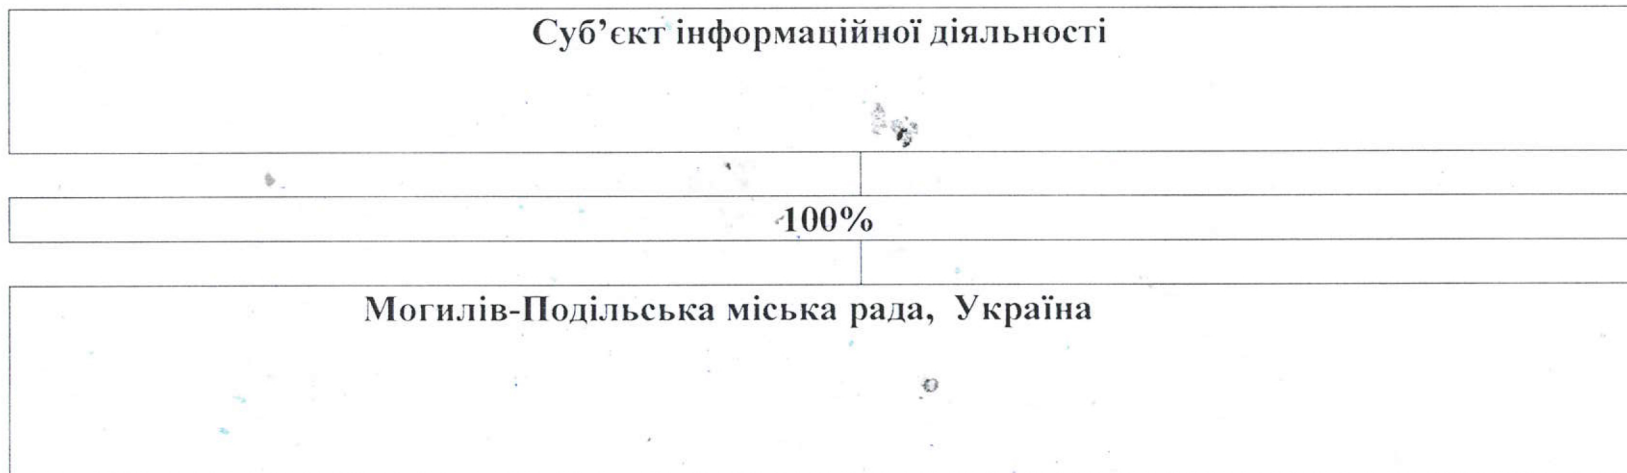 Суб’єкт інформаційної діяльності
100%
Могилів-Подільська міська рада, Україна